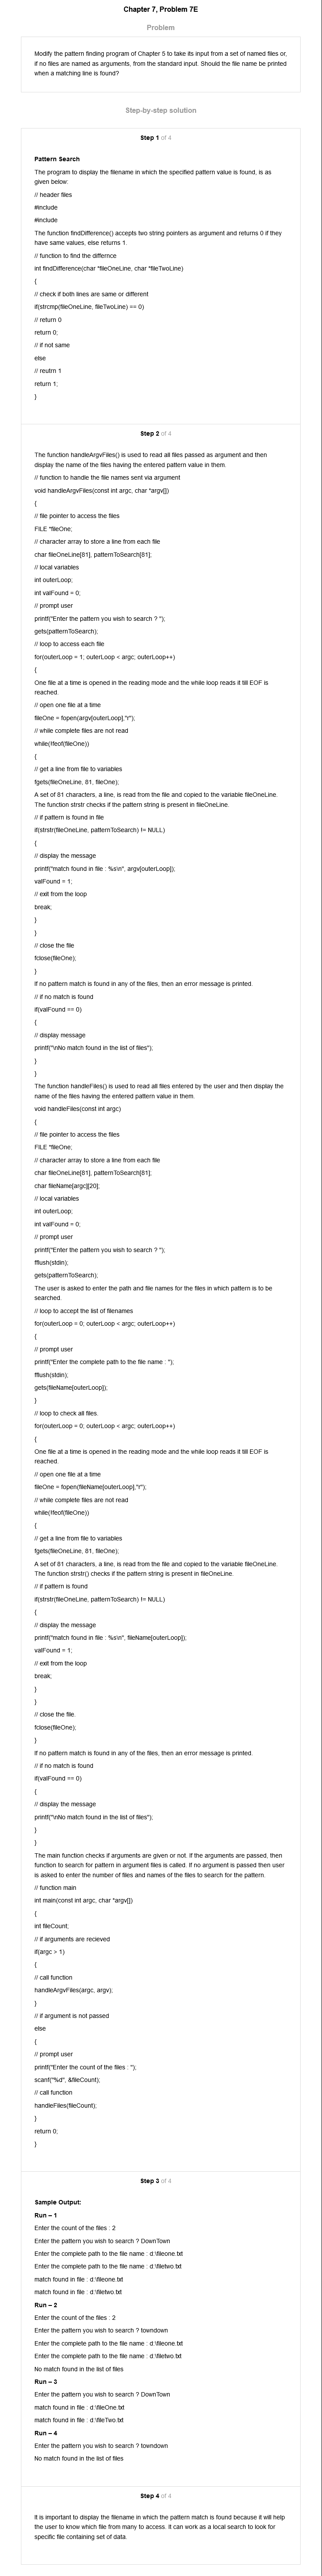 Chapter 7, Problem 7E
Problem
Modify the pattern finding program of Chapter 5 to take its input from a set of named files or,
if no files are named as arguments, from the standard input. Should the file name be printed
when a matching line is found?
Step-by-step solution
Step 1 of 4
Pattern Search
The program to display the filename in which the specified pattern value is found, is as
given below:
// header files
#include
#include
The function findDifference() accepts two string pointers as argument and returns 0 if they
have same values, else returns 1.
// function to find the differnce
int findDifference(char *fileOneLine, char *fileTwoLine)
{
// check if both lines are same or different
if(strcmp(fileOneLine, fileTwoLine) == 0)
// return 0
return 0;
// if not same
else
// reutrn 1
return 1;
}
Step 2 of 4
The function handleArgvFiles() is used to read all files passed as argument and then
display the name of the files having the entered pattern value in them.
// function to handle the file names sent via argument
void handleArgvFiles(const int argc, char *argv[])
{
// file pointer to access the files
FILE *fileOne;
// character array to store a line from each file
char fileOneLine[81], patternToSearch[81];
// local variables
int outerLoop;
int valFound = 0;
// prompt user
printf("Enter the pattern you wish to search ? ");
gets(patternToSearch);
// loop to access each file
for(outerLoop = 1; outerLoop < argc; outerLoop++)
{
One file at a time is opened in the reading mode and the while loop reads it till EOF is
reached.
// open one file at a time
fileOne = fopen(argv[outerLoop],"r");
// while complete files are not read
while(!feof(fileOne))
{
// get a line from file to variables
fgets(fileOneLine, 81, fileOne);
A set of 81 characters, a line, is read from the file and copied to the variable fileOneLine.
The function strstr checks if the pattern string is present in fileOneLine.
// if pattern is found in file
if(strstr(fileOneLine, patternToSearch) != NULL)
{
// display the message
printf("match found in file : %s\n", argv[outerLoop]);
valFound = 1;
// exit from the loop
break;
}
}
// close the file
fclose(fileOne);
}
If no pattern match is found in any of the files, then an error message is printed.
// if no match is found
if(valFound == 0)
{
// display message
printf("\nNo match found in the list of files");
}
}
The function handleFiles() is used to read all files entered by the user and then display the
name of the files having the entered pattern value in them.
void handleFiles(const int argc)
{
// file pointer to access the files
FILE *fileOne;
// character array to store a line from each file
char fileOneLine[81], patternToSearch[81];
char fileName[argc][20];
// local variables
int outerLoop;
int valFound = 0;
// prompt user
printf("Enter the pattern you wish to search ? ");
fflush(stdin);
gets(patternToSearch);
The user is asked to enter the path and file names for the files in which pattern is to be
searched.
// loop to accept the list of filenames
for(outerLoop = 0; outerLoop < argc; outerLoop++)
{
// prompt user
printf("Enter the complete path to the file name : ");
fflush(stdin);
gets(fileName[outerLoop]);
}
// loop to check all files.
for(outerLoop = 0; outerLoop < argc; outerLoop++)
{
One file at a time is opened in the reading mode and the while loop reads it till EOF is
reached.
// open one file at a time
fileOne = fopen(fileName[outerLoop],"r");
// while complete files are not read
while(!feof(fileOne))
{
// get a line from file to variables
fgets(fileOneLine, 81, fileOne);
A set of 81 characters, a line, is read from the file and copied to the variable fileOneLine.
The function strstr() checks if the pattern string is present in fileOneLine.
// if pattern is found
if(strstr(fileOneLine, patternToSearch) != NULL)
{
// display the message
printf("match found in file : %s\n", fileName[outerLoop]);
valFound = 1;
// exit from the loop
break;
}
}
// close the file.
fclose(fileOne);
}
If no pattern match is found in any of the files, then an error message is printed.
// if no match is found
if(valFound == 0)
{
// display the message
printf("\nNo match found in the list of files");
}
}
The main function checks if arguments are given or not. If the arguments are passed, then
function to search for pattern in argument files is called. If no argument is passed then user
is asked to enter the number of files and names of the files to search for the pattern.
// function main
int main(const int argc, char *argv[])
{
int fileCount;
// if arguments are recieved
if(argc > 1)
{
// call function
handleArgvFiles(argc, argv);
}
// if argument is not passed
else
{
// prompt user
printf("Enter the count of the files : ");
scanf("%d", &fileCount);
// call function
handleFiles(fileCount);
}
return 0;
}
Step 3 of 4
Sample Output:
Run – 1
Enter the count of the files : 2
Enter the pattern you wish to search ? DownTown
Enter the complete path to the file name : d:\fileone.txt
Enter the complete path to the file name : d:\filetwo.txt
match found in file : d:\fileone.txt
match found in file : d:\filetwo.txt
Run – 2
Enter the count of the files : 2
Enter the pattern you wish to search ? towndown
Enter the complete path to the file name : d:\fileone.txt
Enter the complete path to the file name : d:\filetwo.txt
No match found in the list of files
Run – 3
Enter the pattern you wish to search ? DownTown
match found in file : d:\fileOne.txt
match found in file : d:\fileTwo.txt
Run – 4
Enter the pattern you wish to search ? towndown
No match found in the list of files
Step 4 of 4
It is important to display the filename in which the pattern match is found because it will help
the user to know which file from many to access. It can work as a local search to look for
specific file containing set of data.